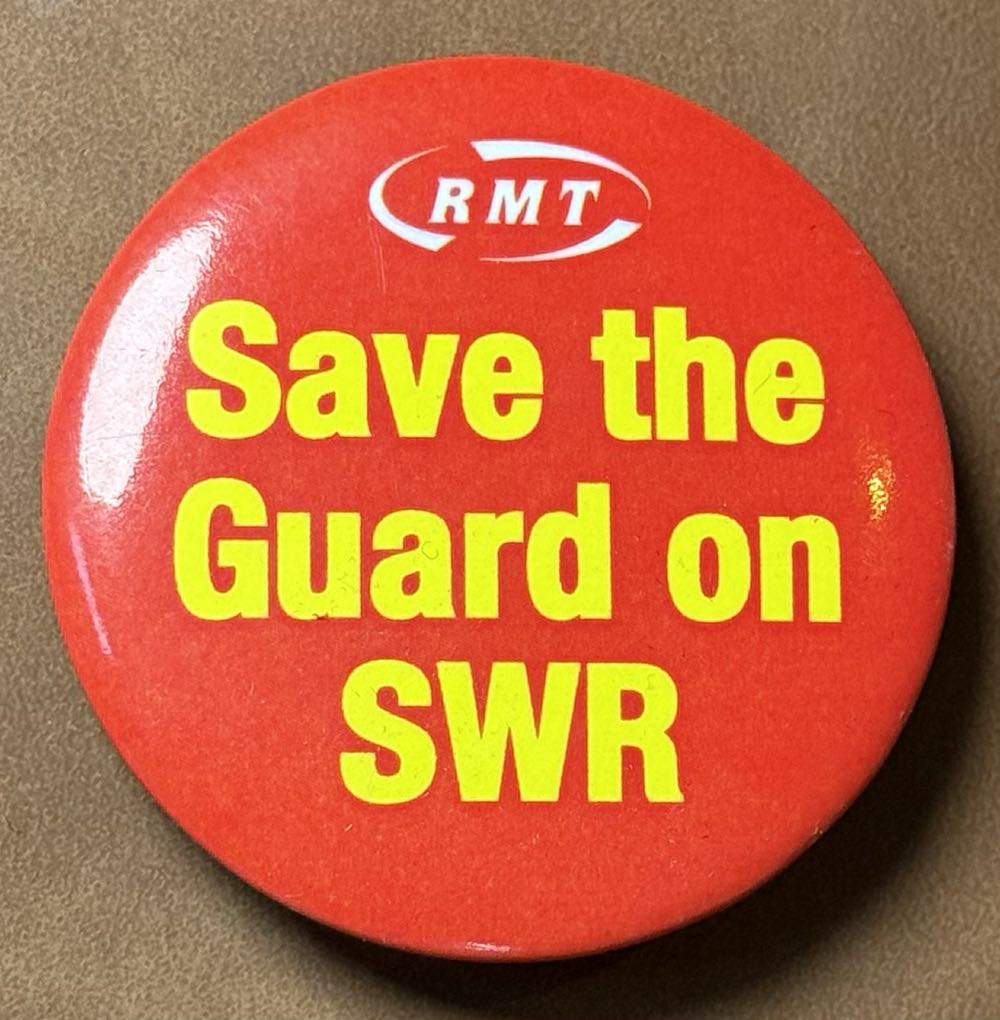 RMT
Save the
Guard on
SWR